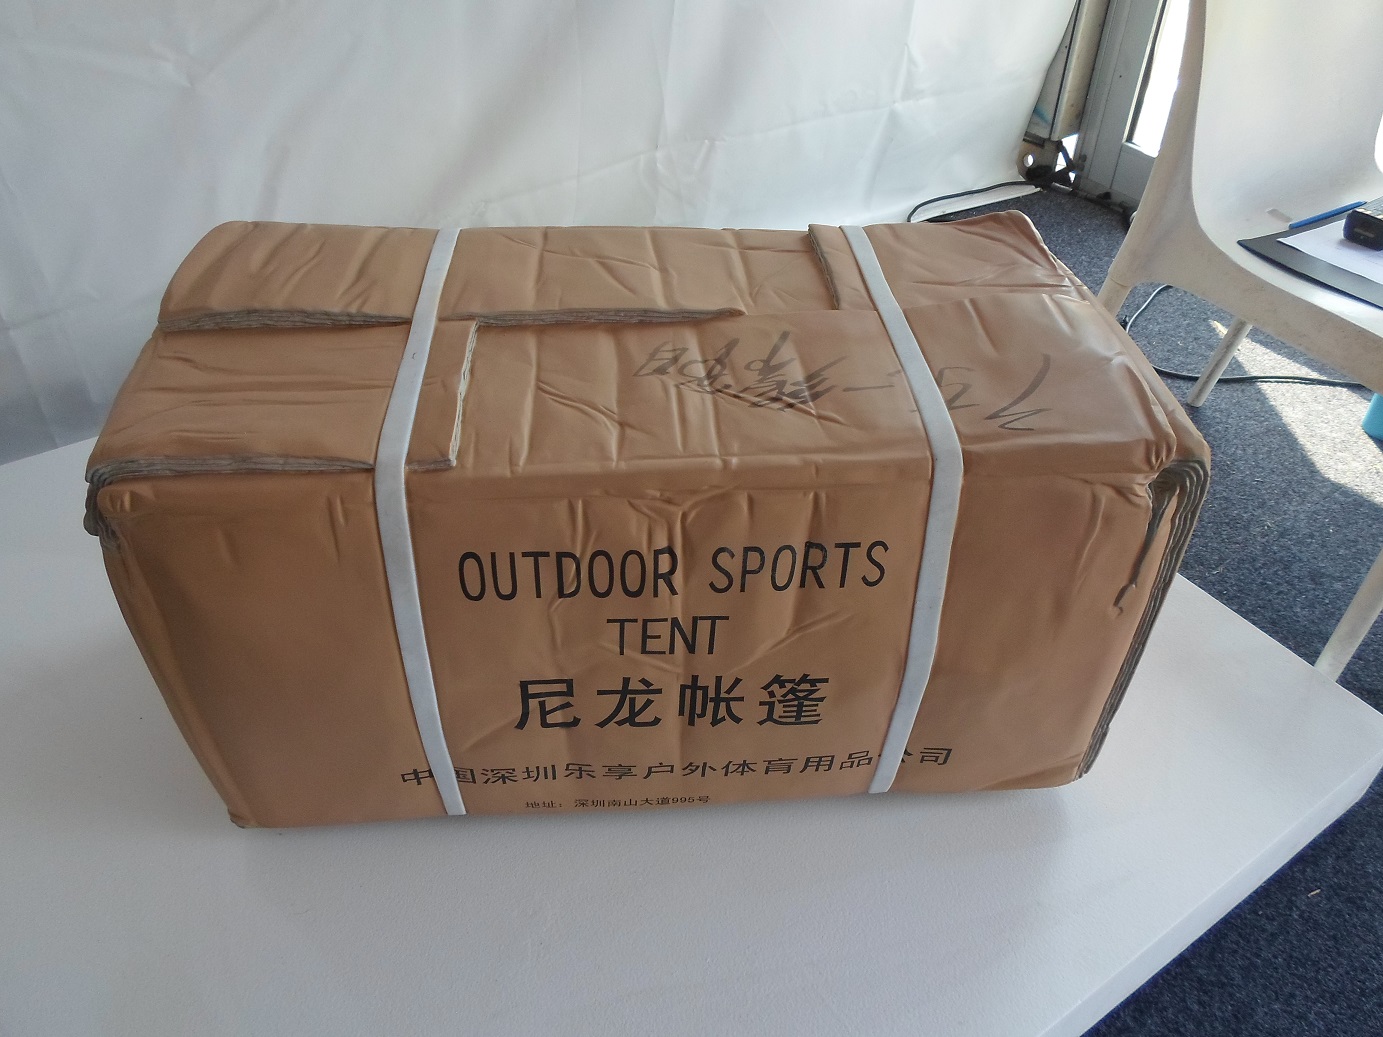 OUTDOOR SPORTS
TENT
尼龙帐篷
中国深圳乐享户外体育用品公司
地址：深圳南山大道995号